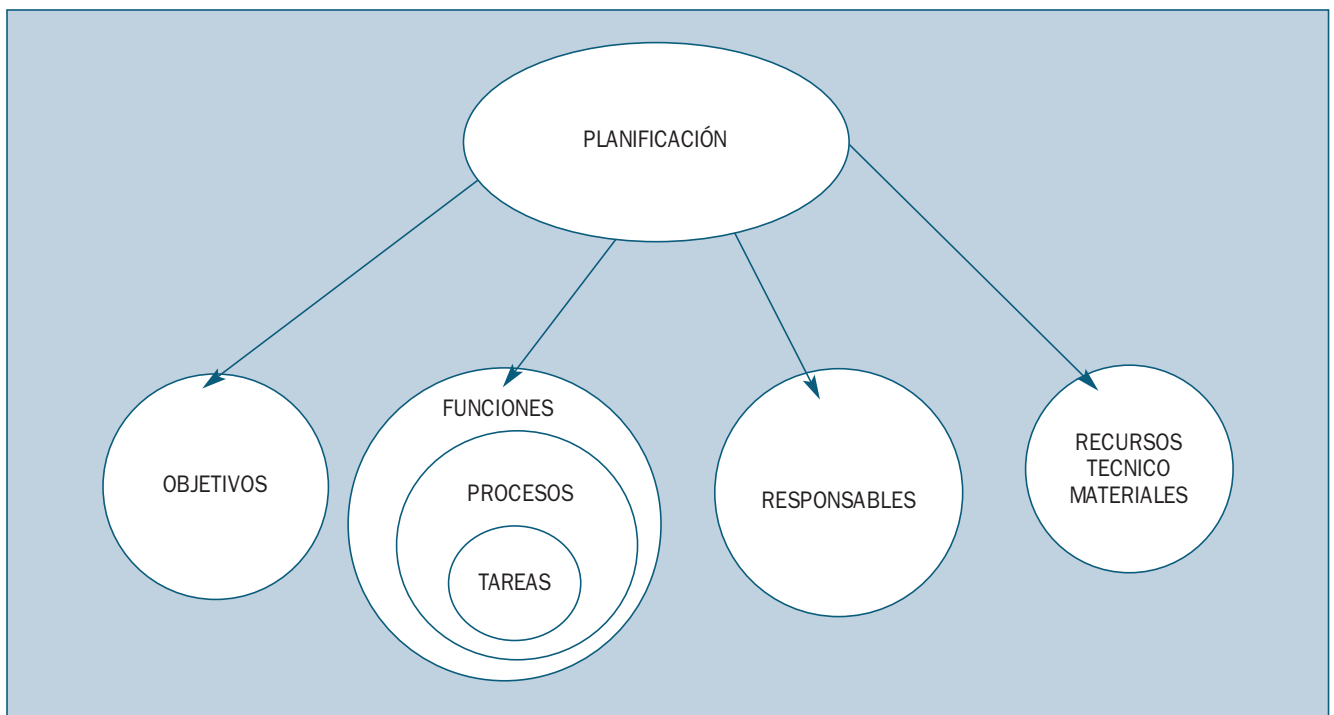 PLANIFICACIÓN
OBJETIVOS
FUNCIONES
PROCESOS
TAREAS
RESPONSABLES
RECURSOS
TECNICO
MATERIALES